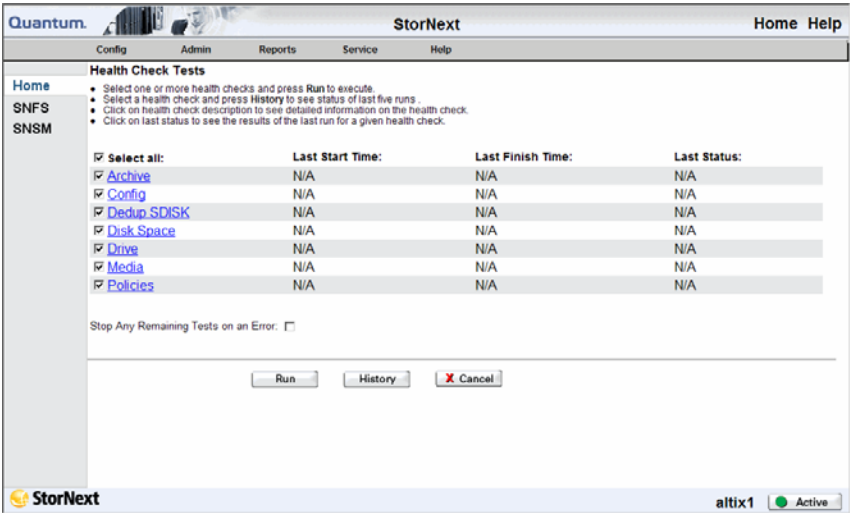 Quantum. StorNext Home Help
Config Admin Reports Service Help
Home
SNFS
SNSM
Health Check Tests
• Select one or more health checks and press Run to execute.
• Select a health check and press History to see status of last five runs .
• Click on health check description to see detailed information on the health check.
• Click on last status to see the results of the last run for a given health check.
Select all: Last Start Time: Last Finish Time: Last Status:
Archive N/A N/A N/A
Config N/A N/A N/A
Dedup SDISK N/A N/A N/A
Disk Space N/A N/A N/A
Drive N/A N/A N/A
Media N/A N/A N/A
Policies N/A N/A N/A
Stop Any Remaining Tests on an Error:
Run History X Cancel
StorNext altix1 Active